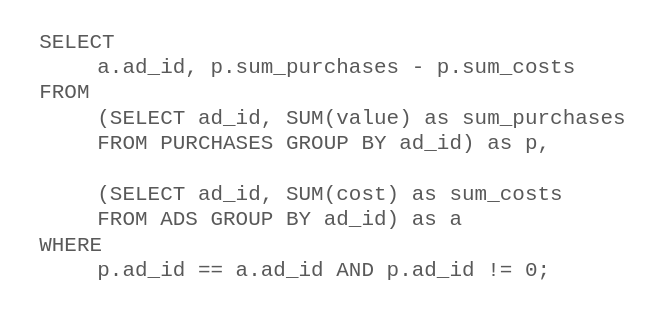 SELECT
a.ad_id, p.sum_purchases - p.sum_costs
FROM
(SELECT ad_id, SUM(value) as sum_purchases
FROM PURCHASES GROUP BY ad_id) as p,
(SELECT ad_id, SUM(cost) as sum_costs
FROM ADS GROUP BY ad_id) as a
WHERE
p.ad_id == a.ad_id AND p.ad_id != 0;